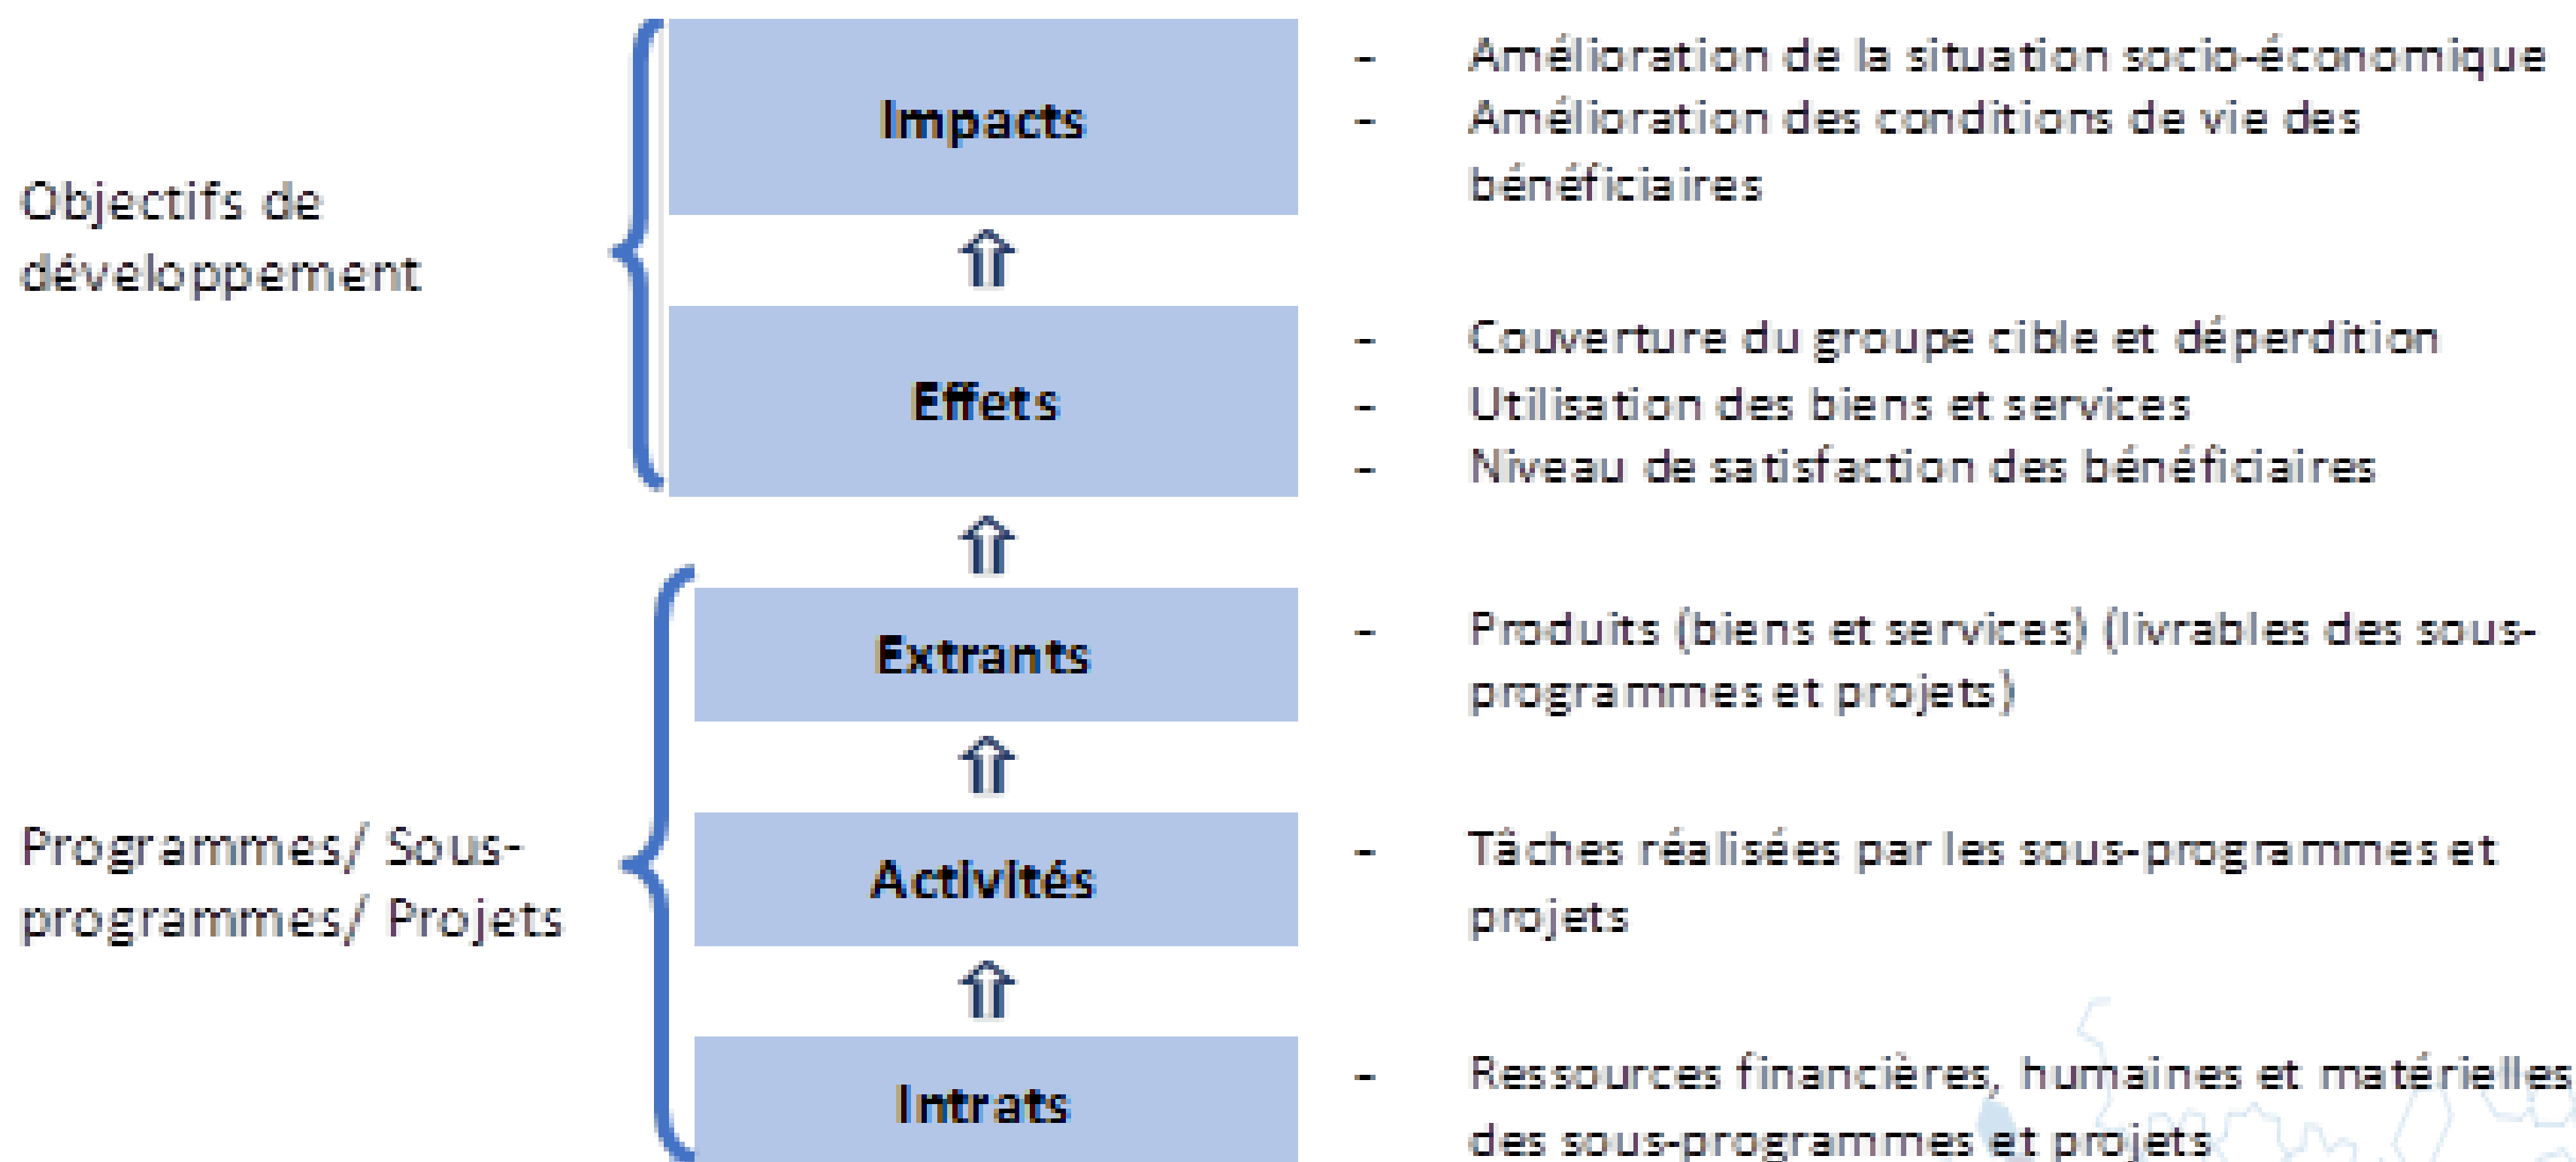 Impacts
- Amélioration de la situation socio-économique
- Amélioration des conditions de vie des
bénéficiaires
Objectifs de
développement
Effets
- Couverture du groupe cible et déperdition
- Utilisation des biens et services
- Niveau de satisfaction des bénéficiaires
Extrants
- Produits (biens et services) (livrables des sous-
programmes et projets)
Programmes/ Sous-
programmes/ Projets
Activités
- Tâches réalisées par les sous-programmes et
projets
Intrats
- Ressources financières, humaines et matérielles
des sous-programmes et projets